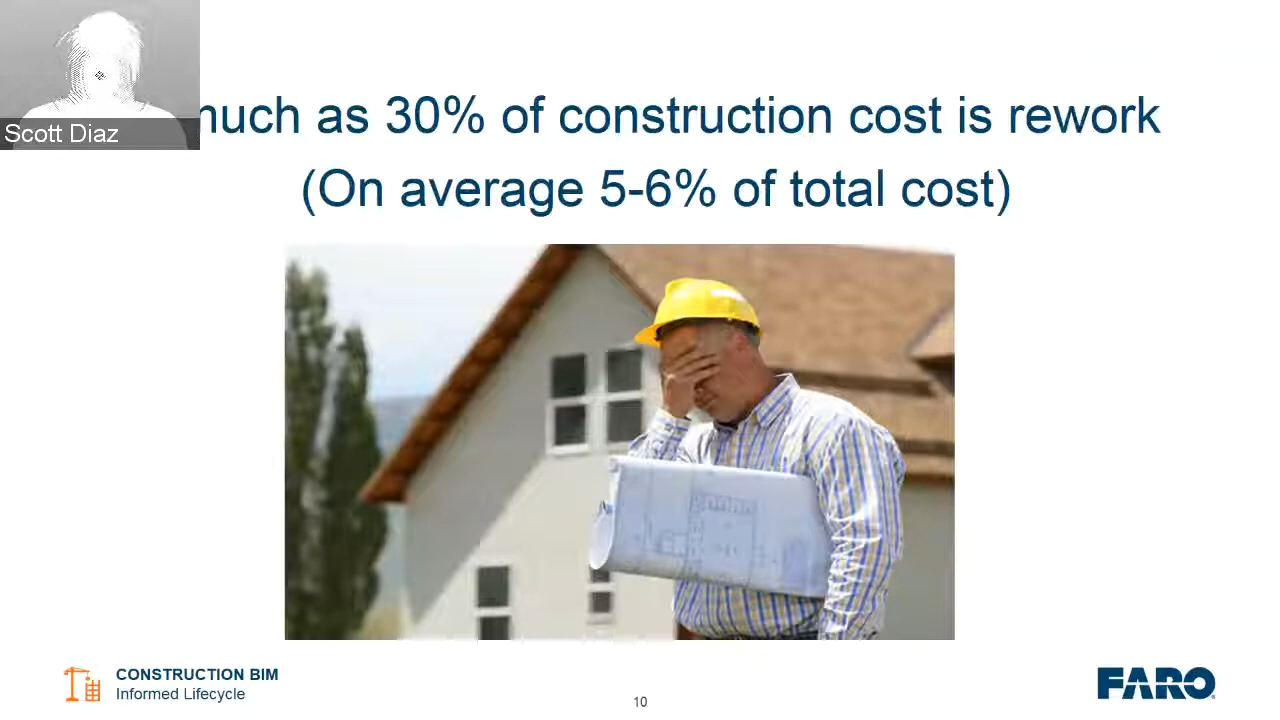 Scott Diaz
much as 30% of construction cost is rework
(On average 5-6% of total cost)
CONSTRUCTION BIM
Informed Lifecycle
10
FARO